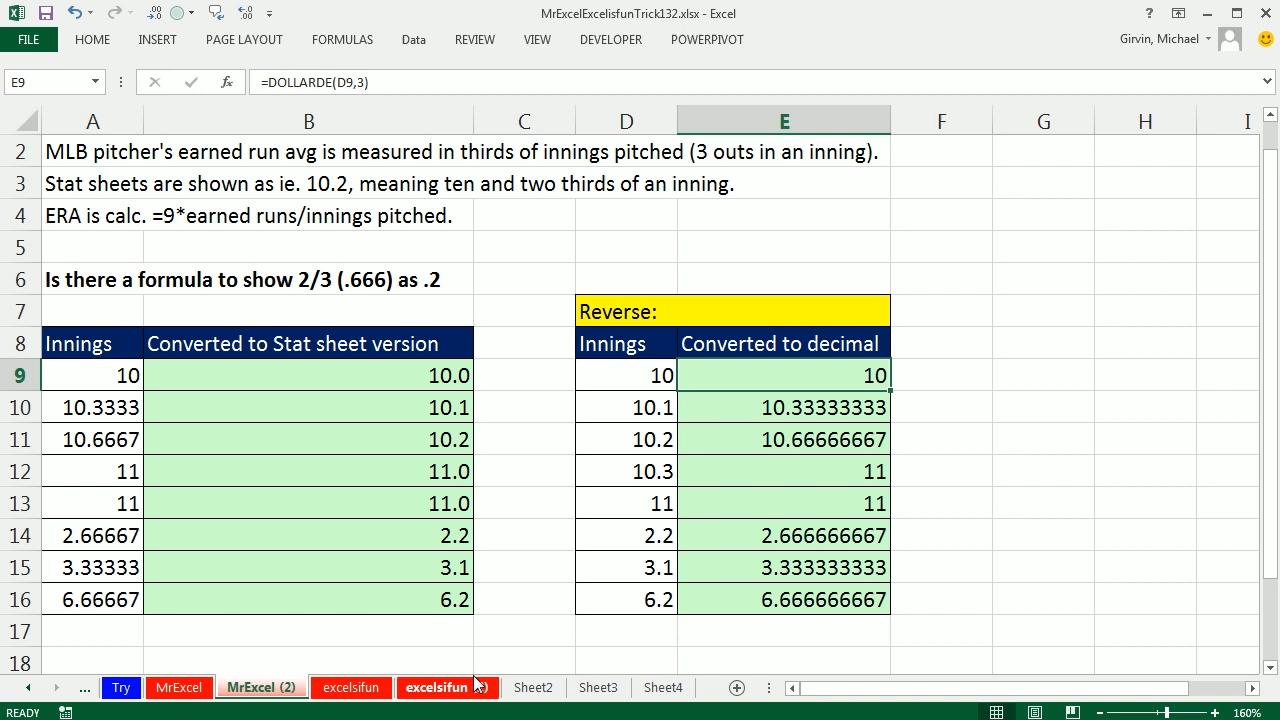 MrExcelExcelisfunTrick132.xlsx - Excel
FILE HOME INSERT PAGE LAYOUT FORMULAS Data REVIEW VIEW DEVELOPER POWERPIVOT Girvin, Michael
E9 fx =DOLLARDE(D9,3)
A B C D E F G H I
2 MLB pitcher's earned run avg is measured in thirds of innings pitched (3 outs in an inning).
3 Stat sheets are shown as ie. 10.2, meaning ten and two thirds of an inning.
4 ERA is calc. =9*earned runs/innings pitched.
5
6 Is there a formula to show 2/3 (.666) as .2
7 Reverse:
8 Innings Converted to Stat sheet version Innings Converted to decimal
9 10 10.0 10 10
10 10.3333 10.1 10.1 10.33333333
11 10.6667 10.2 10.2 10.66666667
12 11 11.0 10.3 11
13 11 11.0 11 11
14 2.66667 2.2 2.2 2.666666667
15 3.33333 3.1 3.1 3.333333333
16 6.66667 6.2 6.2 6.666666667
17
18
... Try MrExcel MrExcel (2) excelsifun excelsifun Sheet2 Sheet3 Sheet4
READY 160%